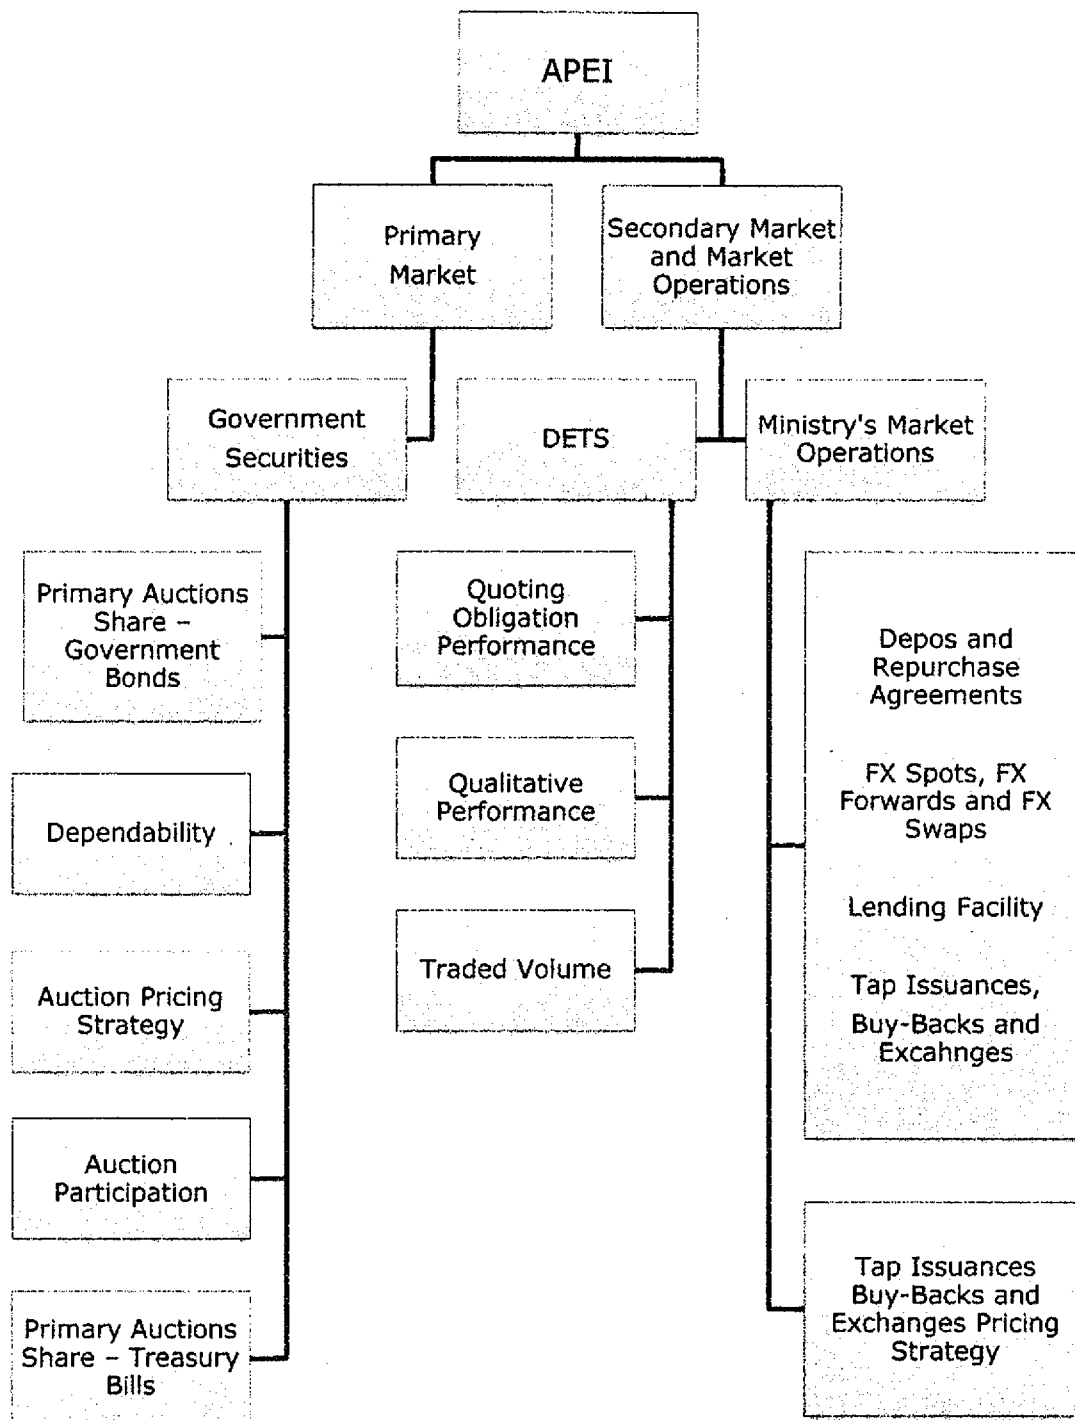 APEI
Primary
Market
Secondary Market
and Market
Operations
Government
Securities
DETS
Ministry's Market
Operations
Primary Auctions
Share –
Government
Bonds
Dependability
Auction Pricing
Strategy
Auction
Participation
Primary Auctions
Share – Treasury
Bills
Quoting
Obligation
Performance
Qualitative
Performance
Traded Volume
Depos and
Repurchase
Agreements
FX Spots, FX
Forwards and FX
Swaps
Lending Facility
Tap Issuances,
Buy-Backs and
Excahnges
Tap Issuances
Buy-Backs and
Exchanges Pricing
Strategy